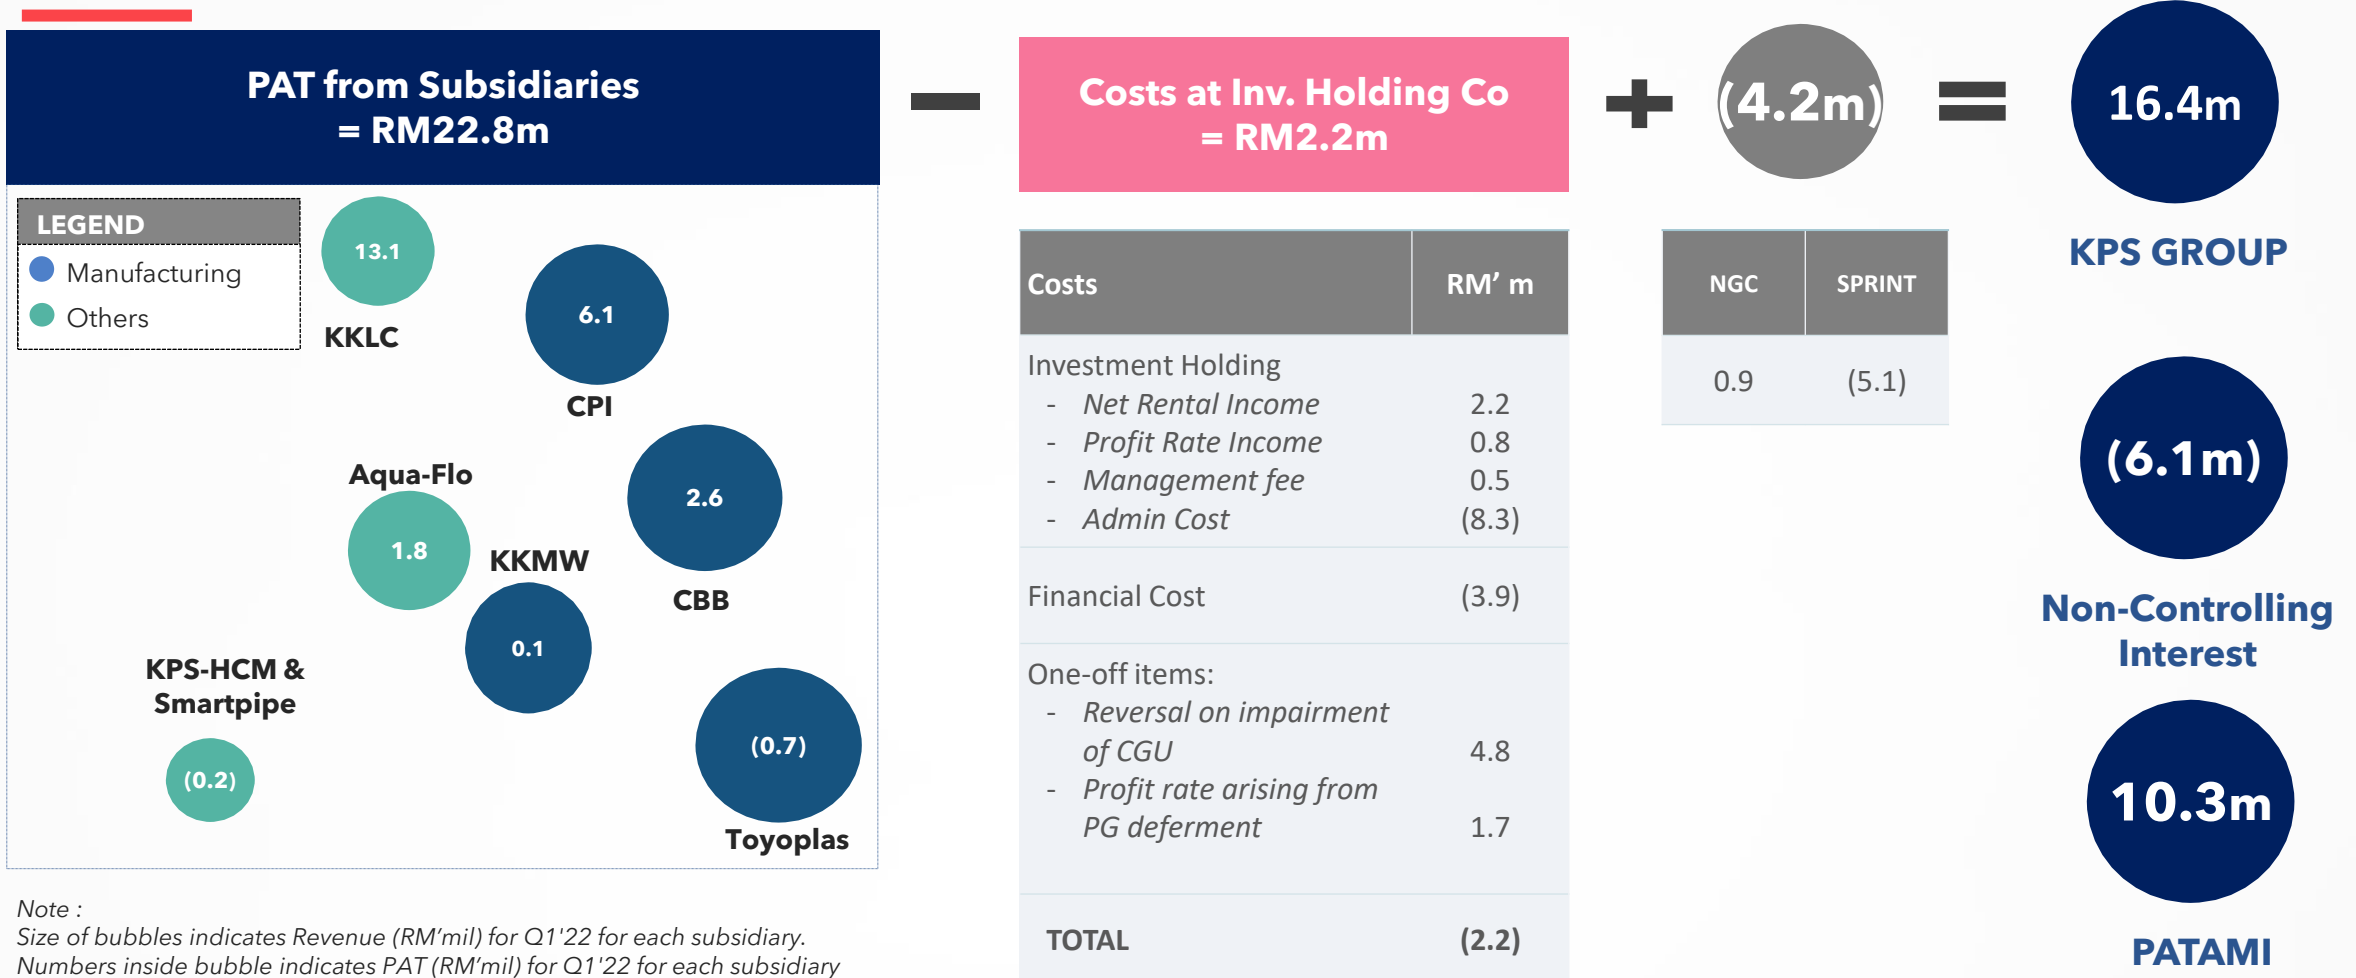 PAT from Subsidiaries
= RM22.8m
Costs at Inv. Holding Co
= RM2.2m
(4.2m)
16.4m
KPS GROUP
LEGEND
Manufacturing
Others
13.1
KKLC
6.1
CPI
Aqua-Flo
1.8
2.6
CBB
KKMW
0.1
KPS-HCM &
Smartpipe
(0.2)
(0.7)
Toyoplas
Note :
Size of bubbles indicates Revenue (RM'mil) for Q1'22 for each subsidiary.
Numbers inside bubble indicates PAT (RM'mil) for Q1'22 for each subsidiary
Costs RM' m
Investment Holding
- Net Rental Income 2.2
- Profit Rate Income 0.8
- Management fee 0.5
- Admin Cost (8.3)
Financial Cost (3.9)
One-off items:
- Reversal on impairment
of CGU 4.8
- Profit rate arising from
PG deferment 1.7
TOTAL (2.2)
NGC SPRINT
0.9 (5.1)
(6.1m)
Non-Controlling
Interest
10.3m
PATAMI